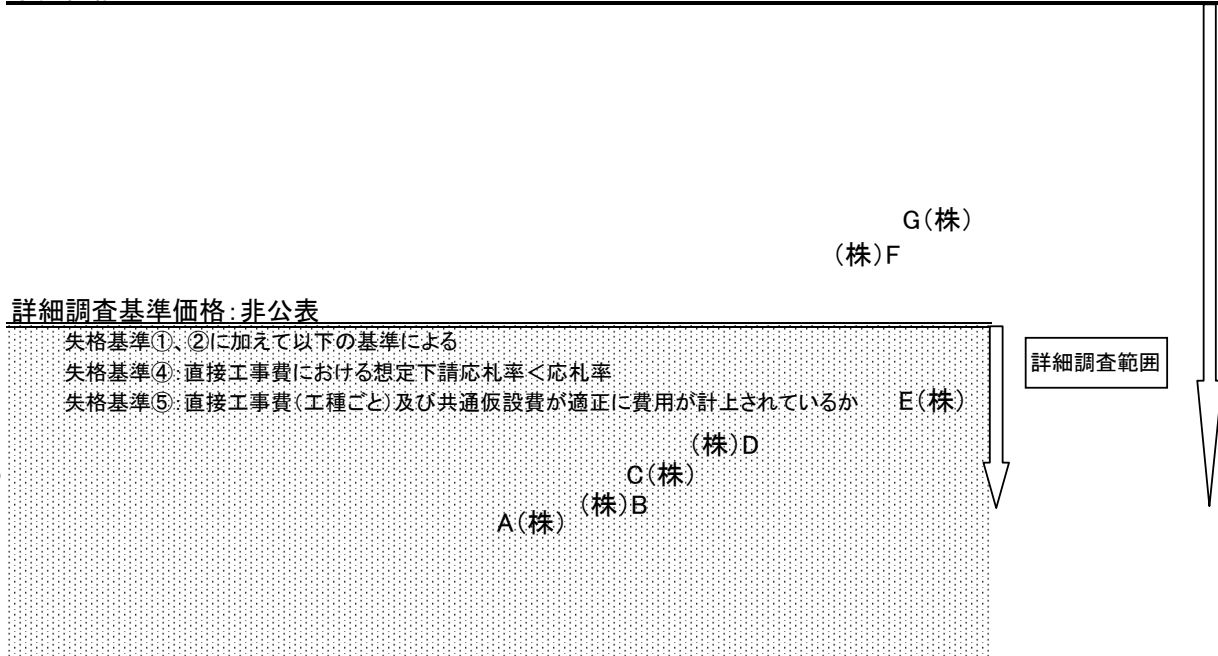 G(株)
(株)F
詳細調査基準価格:非公表
失格基準①、②に加えて以下の基準による
失格基準④:直接工事費における想定下請応札率<応札率
詳細調査範囲
失格基準⑤:直接工事費(工種ごと)及び共通仮設費が適正に費用が計上されているか
E(株)
(株)D
C(株)
(株)B
A(株)